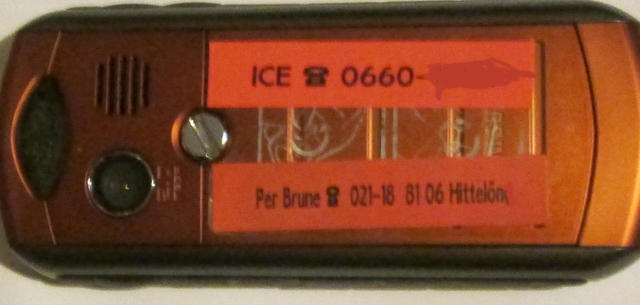 ICE ☎ 0660-
Per Brune ☎ 021-18 81 06 Hittelön